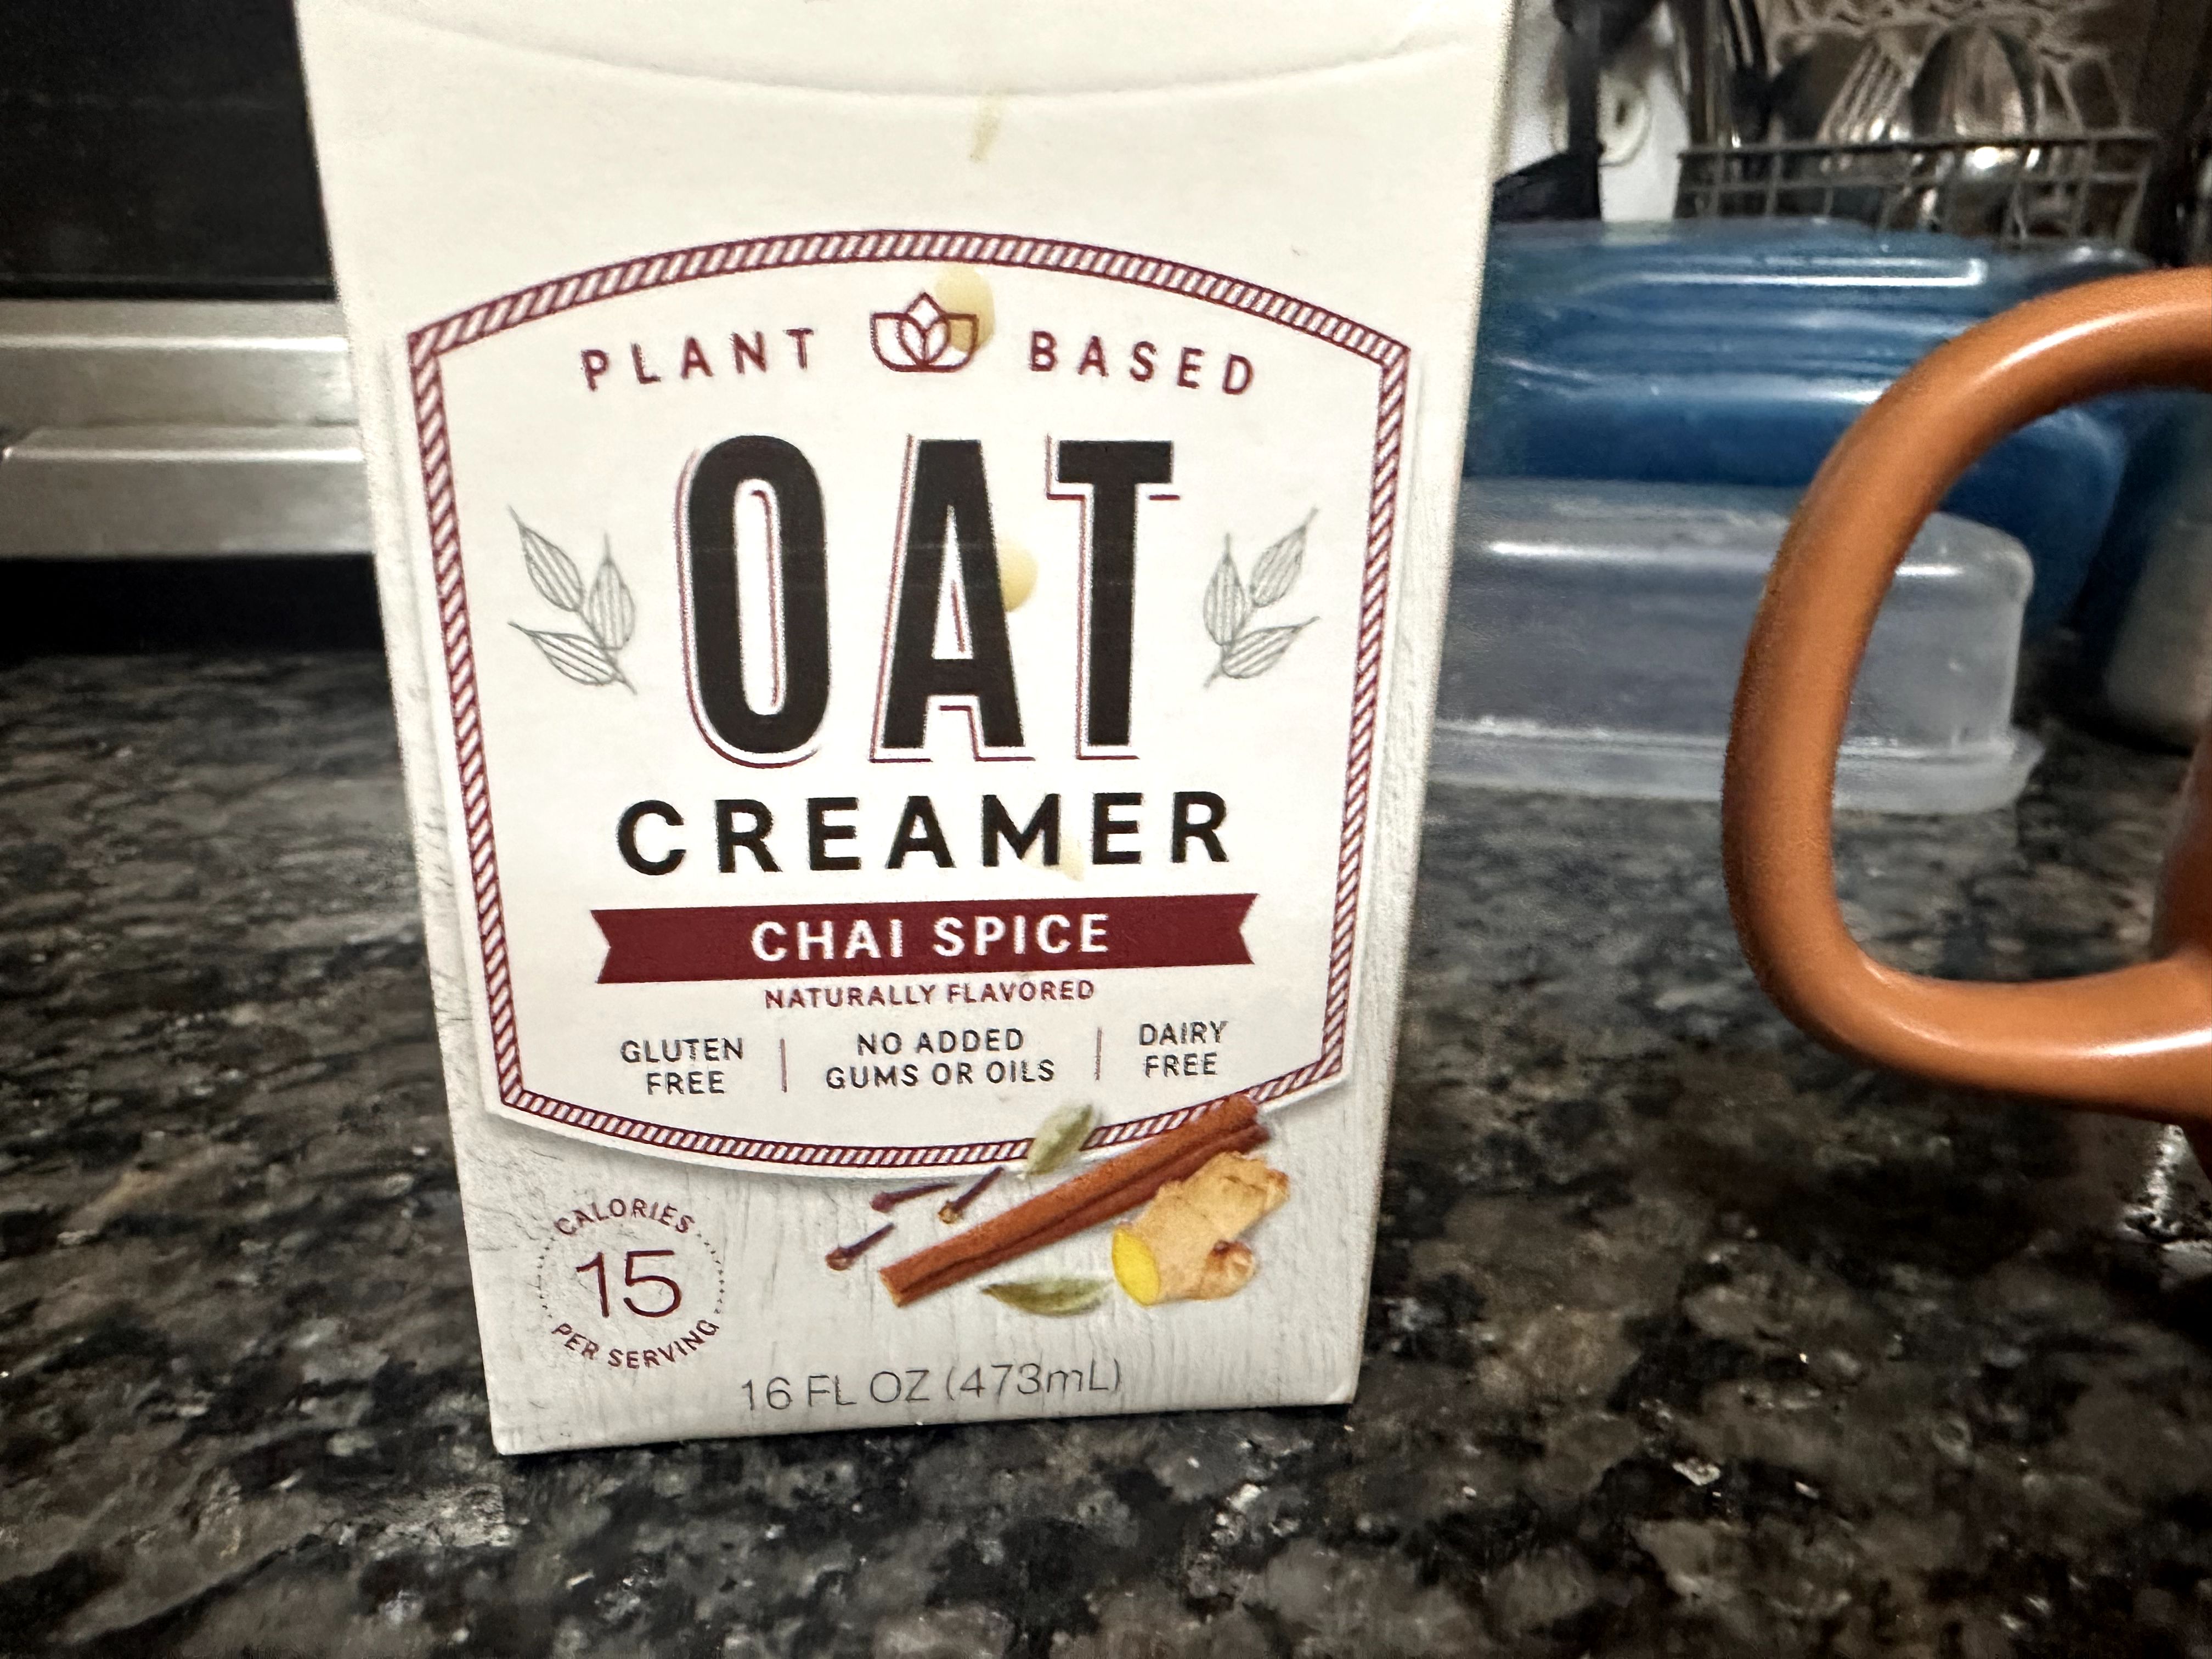 PLANT BASED
OAT
CREAMER
CHAI SPICE
NATURALLY FLAVORED
GLUTEN
FREE
NO ADDED
GUMS OR OILS
DAIRY
FREE
CALORIES
15
PER SERVING
16 FL OZ (473mL)